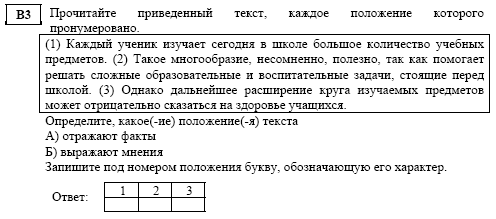 В3 Прочитайте приведенный текст, каждое положение которого
пронумеровано.
(1) Каждый ученик изучает сегодня в школе большое количество учебных
предметов. (2) Такое многообразие, несомненно, полезно, так как помогает
решать сложные образовательные и воспитательные задачи, стоящие перед
школой. (3) Однако дальнейшее расширение круга изучаемых предметов
может отрицательно сказаться на здоровье учащихся.
Определите, какое(-ие) положение(-я) текста
А) отражают факты
Б) выражают мнения
Запишите под номером положения букву, обозначающую его характер.
Ответ: 1 2 3